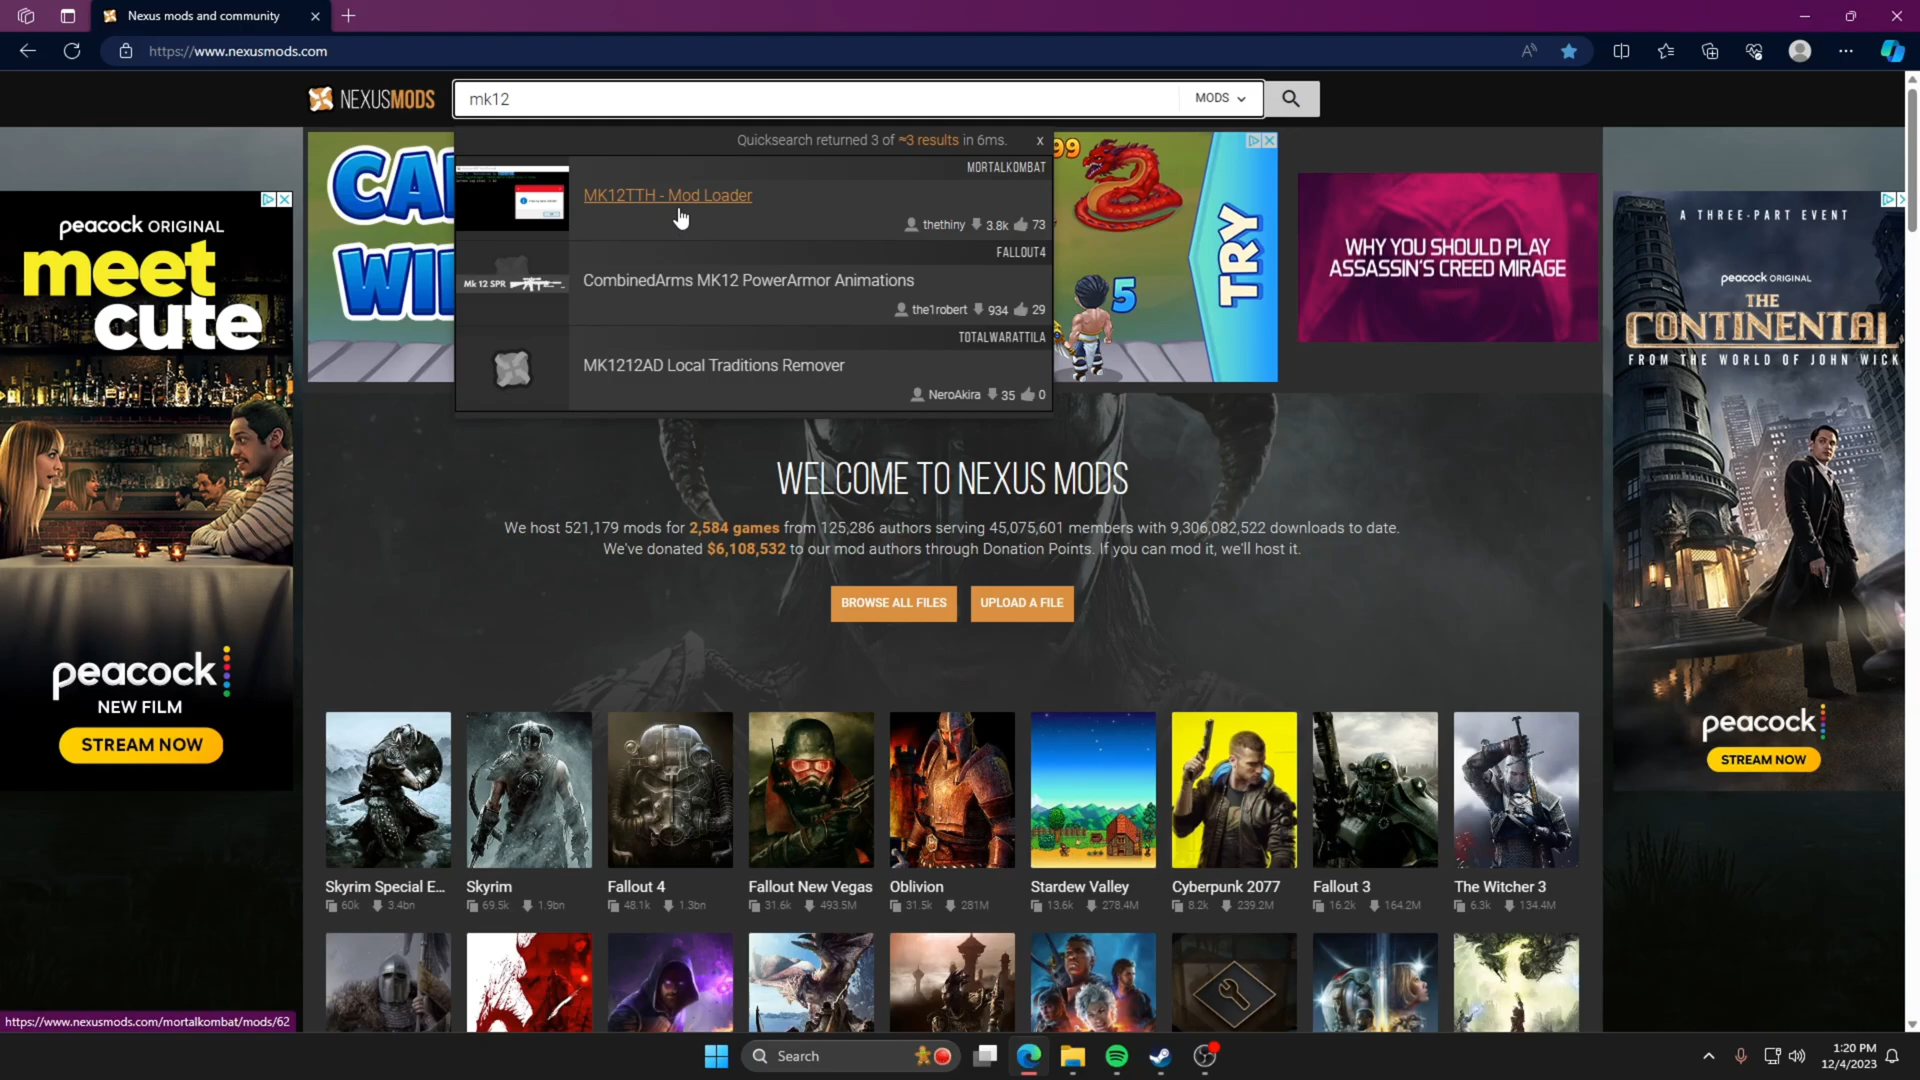 Nexus mods and community
https://www.nexusmods.com
NEXUSMODS
mk12
MODS
Quicksearch returned 3 of ≈3 results in 6ms.
x
MORTALKOMBAT
MK12TTH - Mod Loader
thethiny 3.8k 73
FALLOUT4
Mk 12 SPR
CombinedArms MK12 PowerArmor Animations
the1robert 934 29
TOTALWARATTILA
MK1212AD Local Traditions Remover
NeroAkira 35 0
CA
WI
99
5
TRY
WHY YOU SHOULD PLAY
ASSASSIN'S CREED MIRAGE
peacock ORIGINAL
meet
cute
peacock
NEW FILM
STREAM NOW
A THREE-PART EVENT
peacock ORIGINAL
THE
CONTINENTAL
FROM THE WORLD OF JOHN WICK
peacock
STREAM NOW
WELCOME TO NEXUS MODS
We host 521,179 mods for 2,584 games from 125,286 authors serving 45,075,601 members with 9,306,082,522 downloads to date.
We've donated $6,108,532 to our mod authors through Donation Points. If you can mod it, we'll host it.
BROWSE ALL FILES UPLOAD A FILE
Skyrim Special E... Skyrim Fallout 4 Fallout New Vegas Oblivion Stardew Valley Cyberpunk 2077 Fallout 3 The Witcher 3
60k 3.4bn 69.5k 1.9bn 48.1k 1.3bn 31.6k 493.5M 31.5k 281M 13.6k 278.4M 8.2k 239.2M 16.2k 164.2M 6.3k 134.4M
https://www.nexusmods.com/mortalkombat/mods/62
Search
1:20 PM
12/4/2023